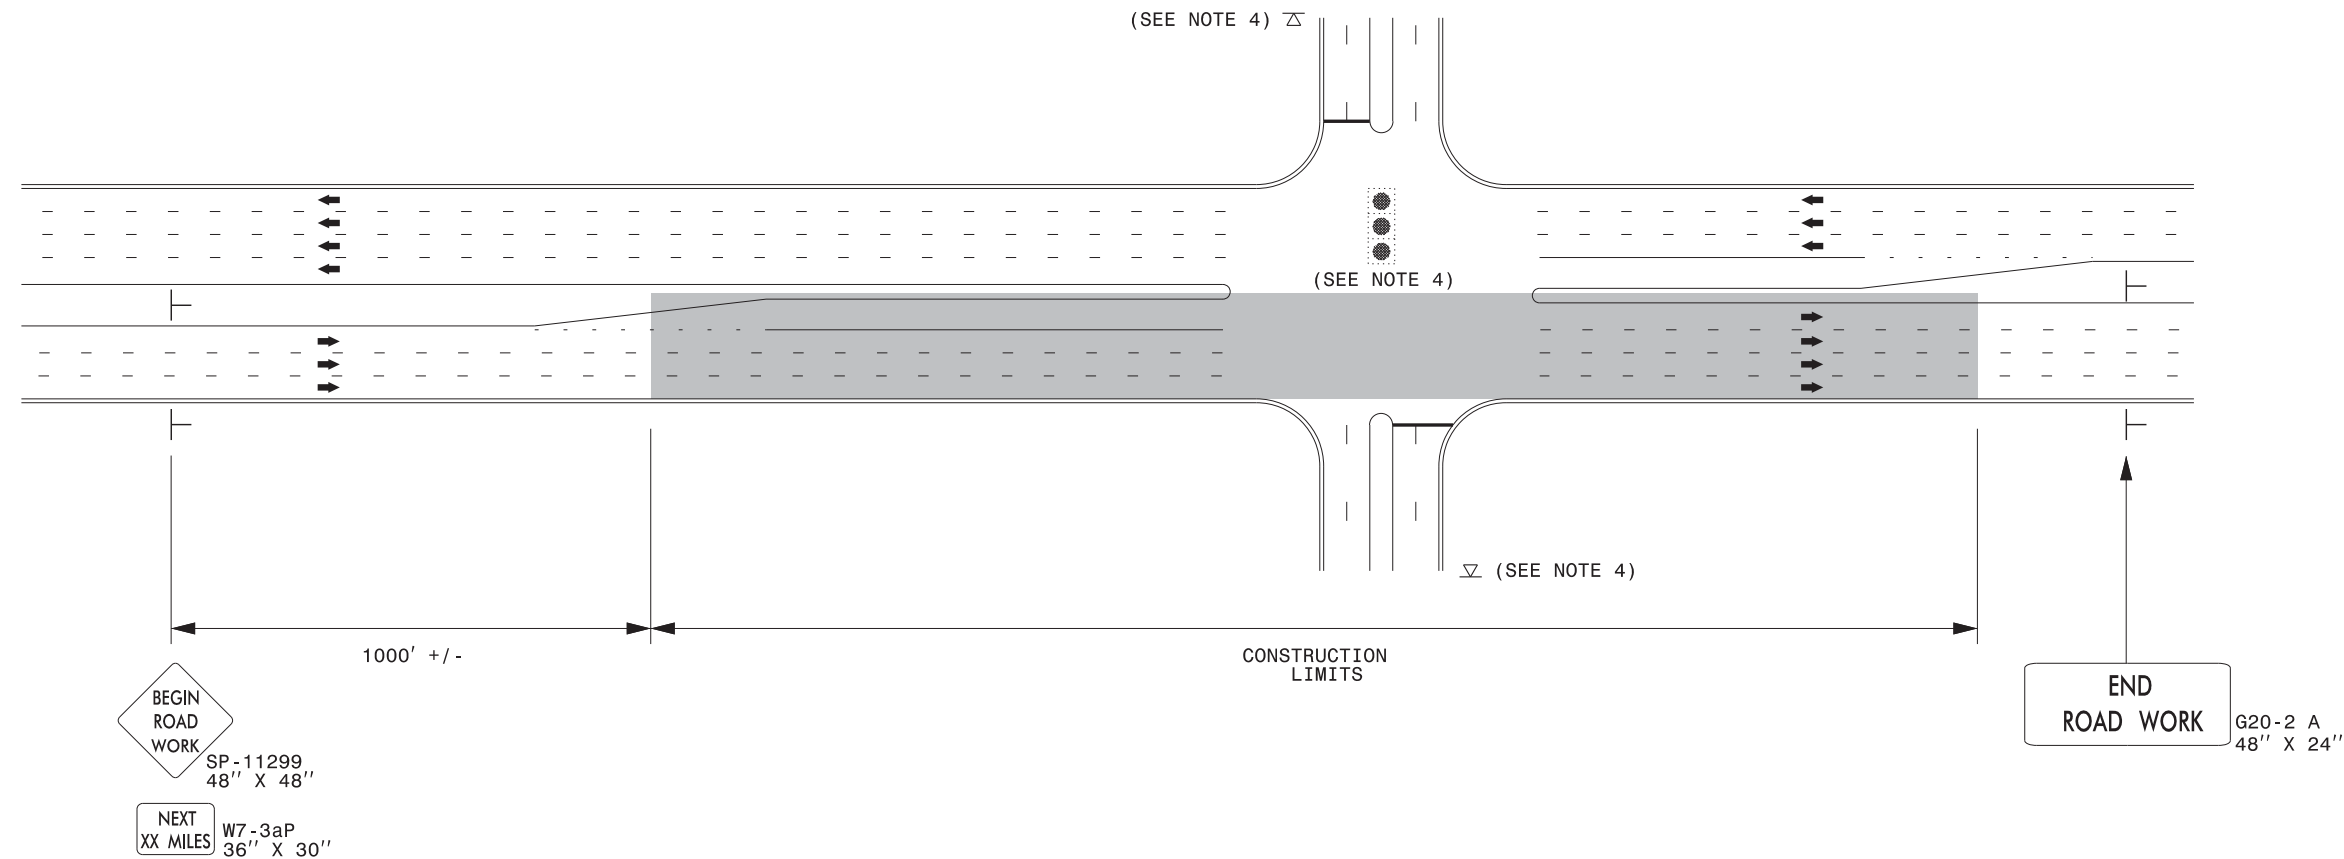 (SEE NOTE 4)
(SEE NOTE 4)
(SEE NOTE 4)
1000' +/-
CONSTRUCTION
LIMITS
BEGIN
ROAD
WORK
SP-11299
48'' X 48''
NEXT
XX MILES
W7-3aP
36'' X 30''
END
ROAD WORK
G20-2 A
48'' X 24''